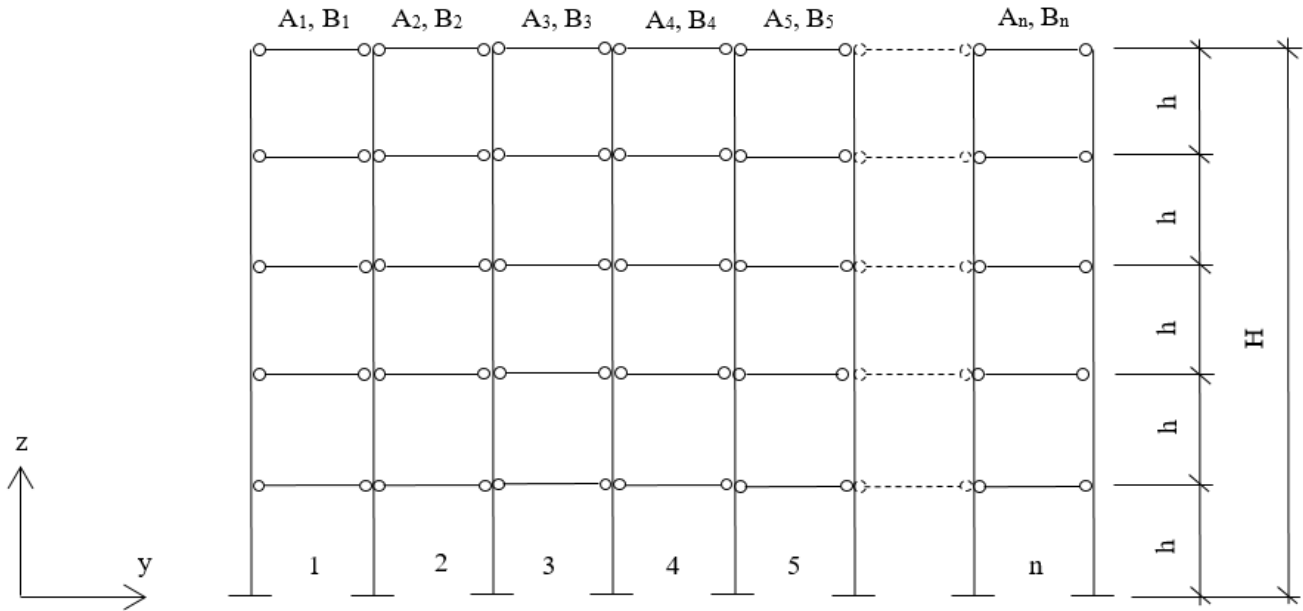 A₁, B₁ A₂, B₂ A₃, B₃ A₄, B₄ A₅, B₅ Aₙ, Bₙ
h
h
h
H
h
h
z
y
1 2 3 4 5 n